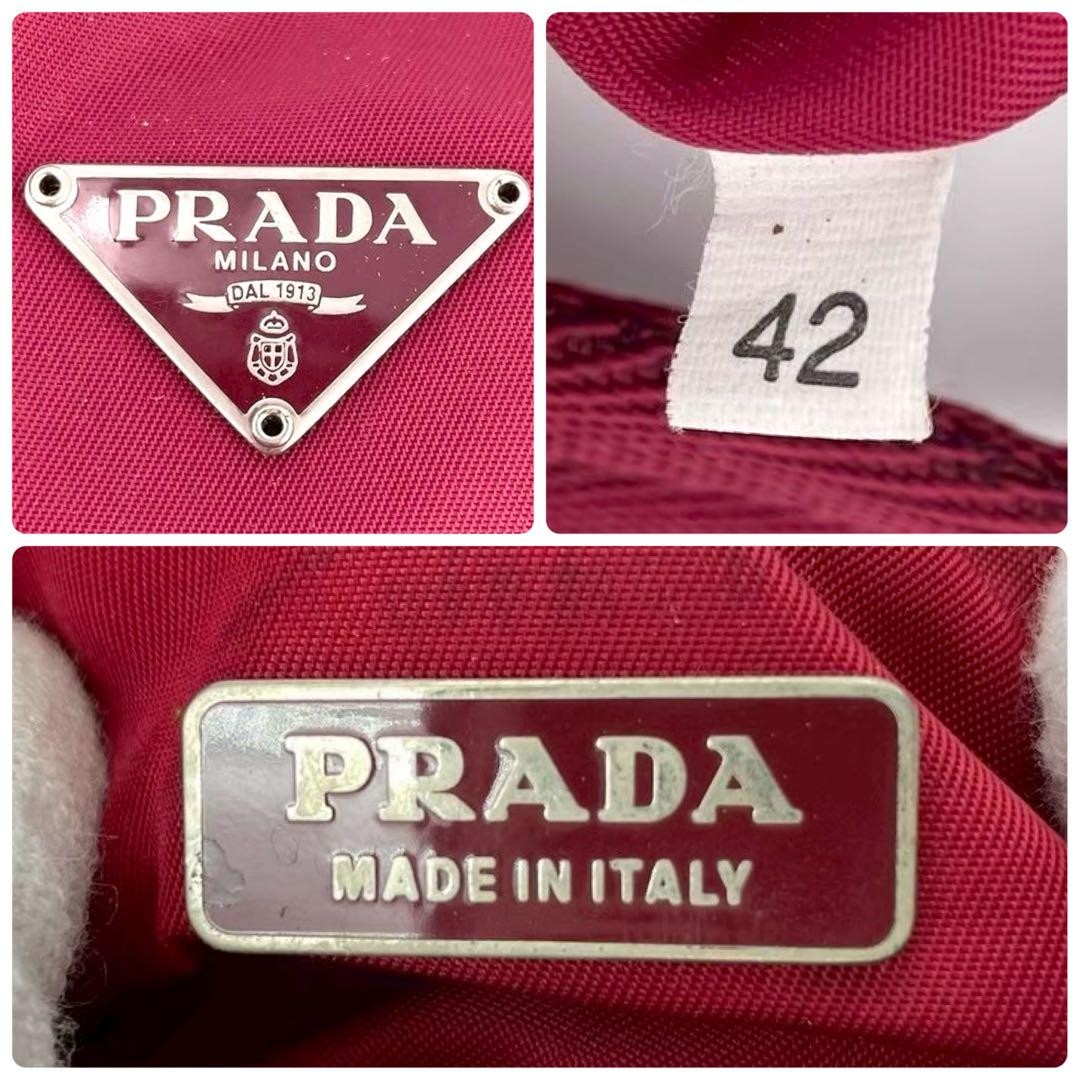 PRADA
MILANO
DAL 1913
42
PRADA
MADE IN ITALY